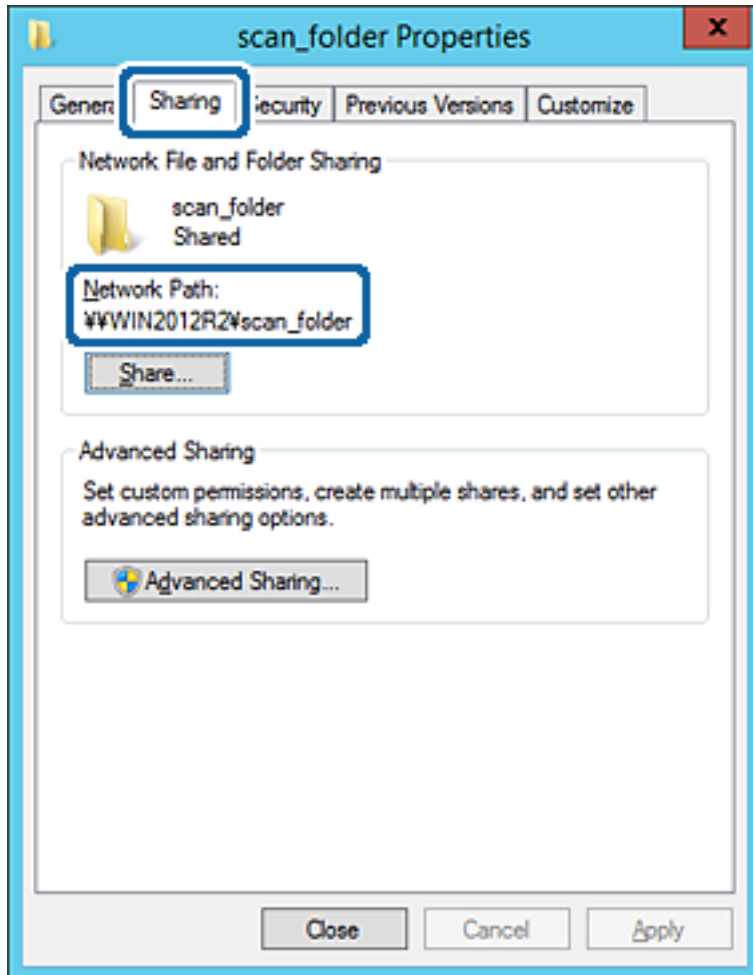 scan_folder Properties
x
Genera Sharing ecurity Previous Versions Customize
Network File and Folder Sharing
scan_folder
Shared
Network Path:
¥¥WIN2012R2¥scan_folder
Share...
Advanced Sharing
Set custom permissions, create multiple shares, and set other
advanced sharing options.
Advanced Sharing...
Close Cancel Apply